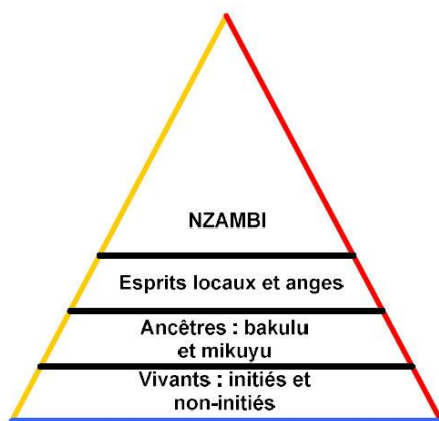 NZAMBI
Esprits locaux et anges
Ancêtres : bakulu
et mikuyu
Vivants : initiés et
non-initiés